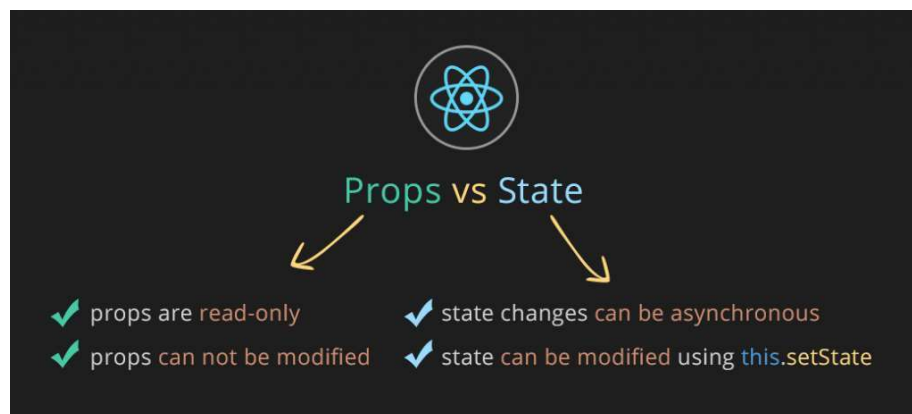 Props vs State
props are read-only
props can not be modified
state changes can be asynchronous
state can be modified using this.setState